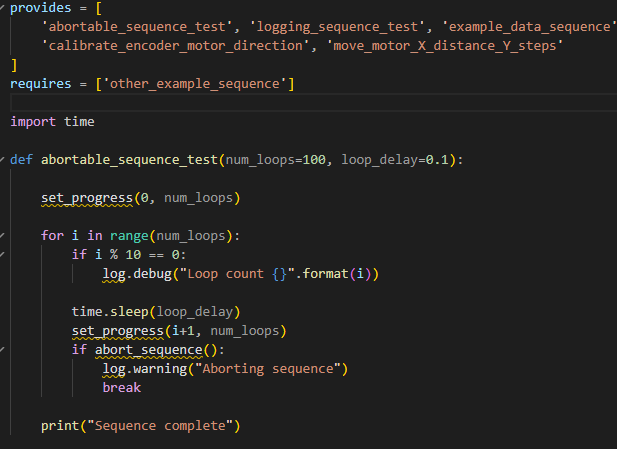 provides = [
    'abortable_sequence_test', 'logging_sequence_test', 'example_data_sequence'
    'calibrate_encoder_motor_direction', 'move_motor_X_distance_Y_steps'
]
requires = ['other_example_sequence']
import time
def abortable_sequence_test(num_loops=100, loop_delay=0.1):
    set_progress(0, num_loops)
    for i in range(num_loops):
        if i % 10 == 0:
            log.debug("Loop count {}".format(i))
        time.sleep(loop_delay)
        set_progress(i+1, num_loops)
        if abort_sequence():
            log.warning("Aborting sequence")
            break
    print("Sequence complete")